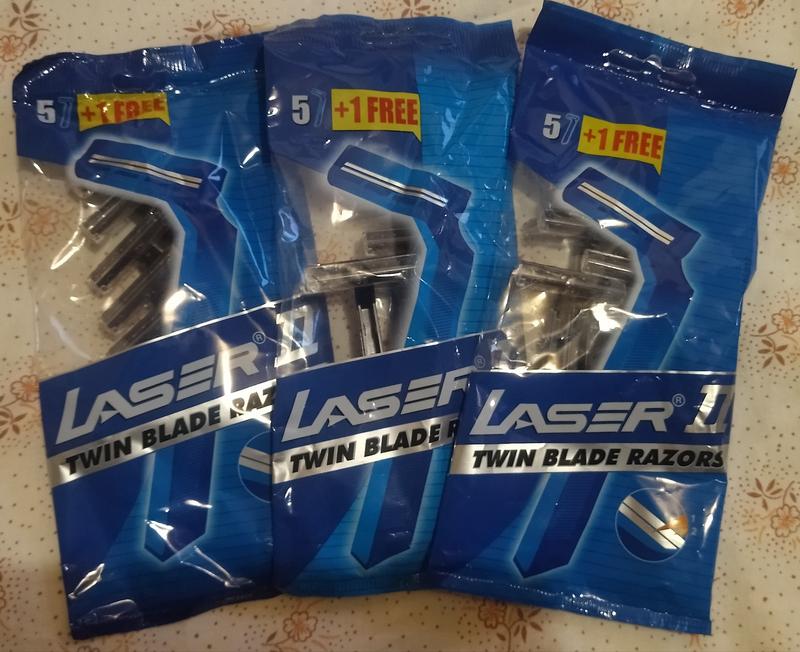 5 +1 FREE
LASER® II
TWIN BLADE RAZ
5 +1 FREE
LASER®
TWIN BLADE R
5 +1 FREE
LASER® II
TWIN BLADE RAZORS